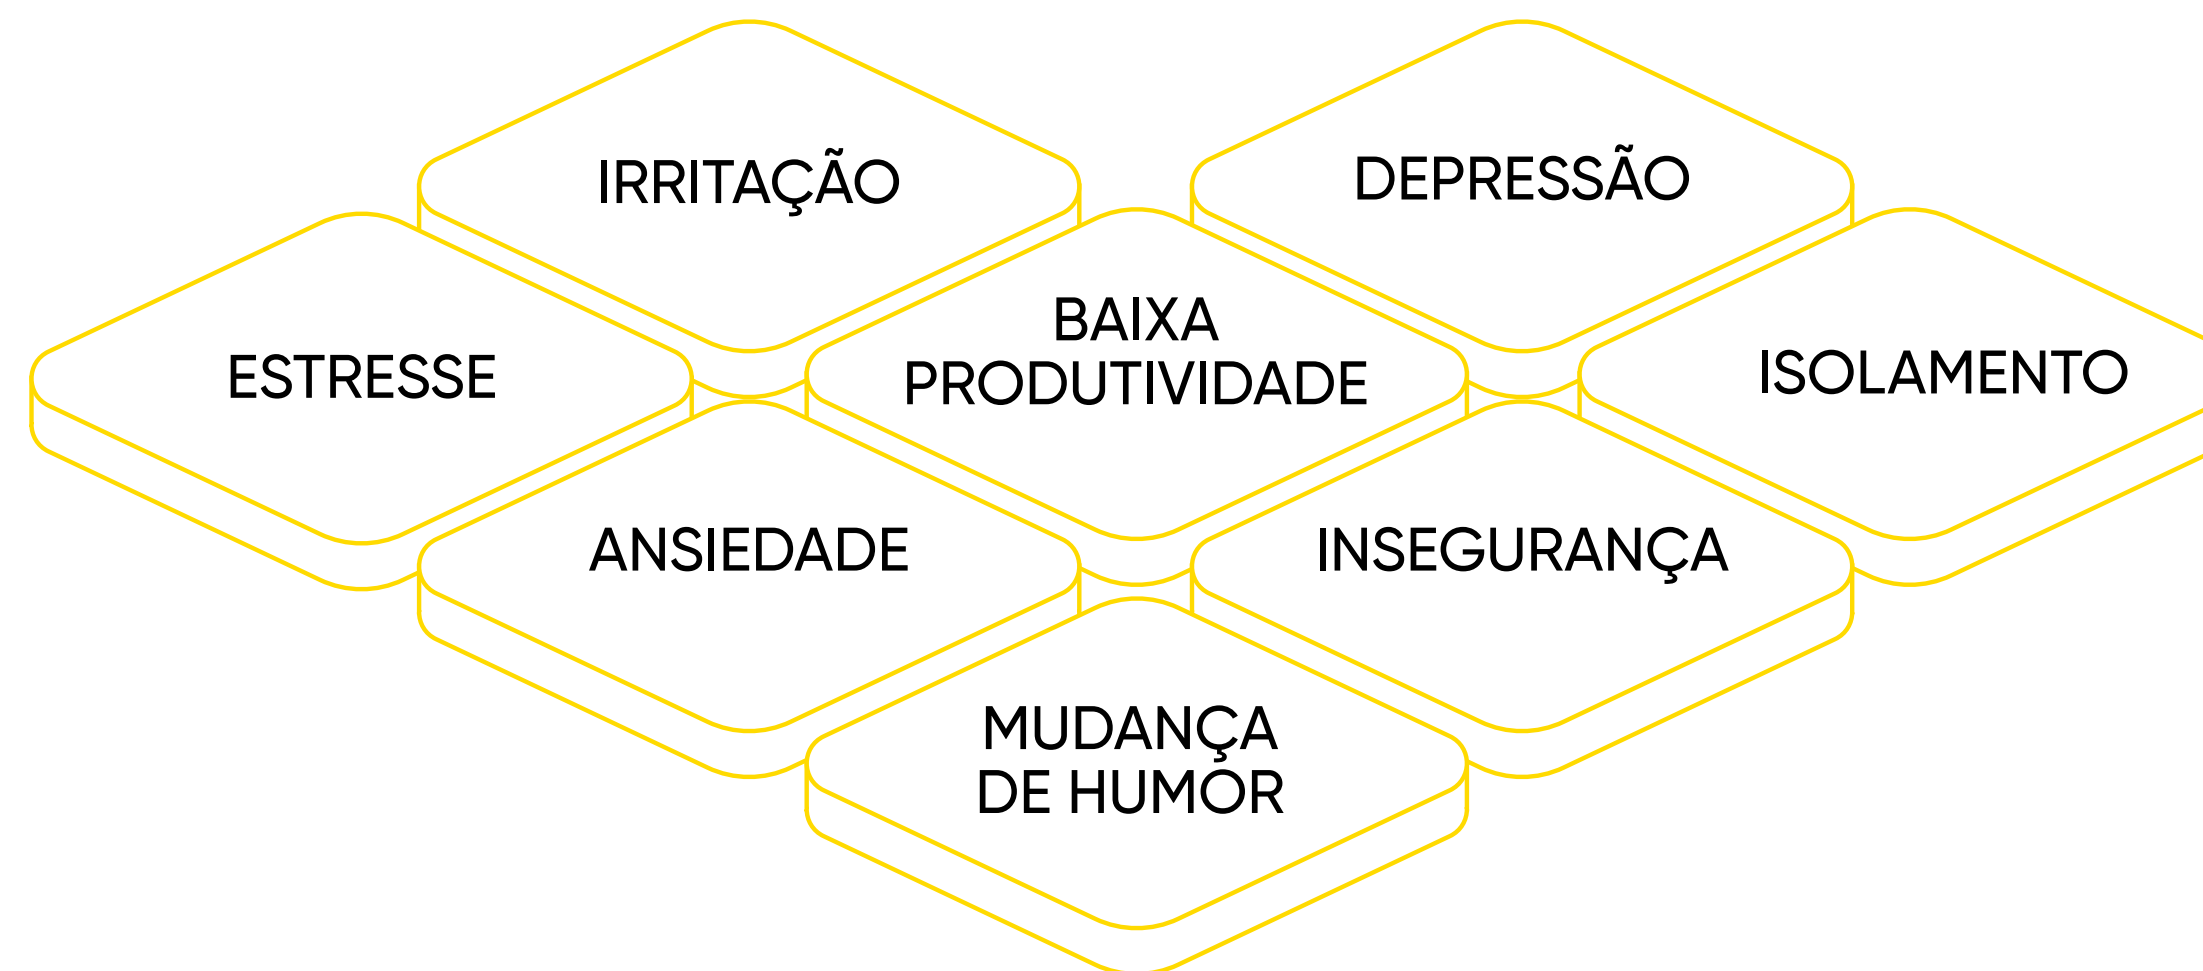 IRRITAÇÃO
DEPRESSÃO
ESTRESSE
BAIXA
PRODUTIVIDADE
ISOLAMENTO
ANSIEDADE
INSEGURANÇA
MUDANÇA
DE HUMOR